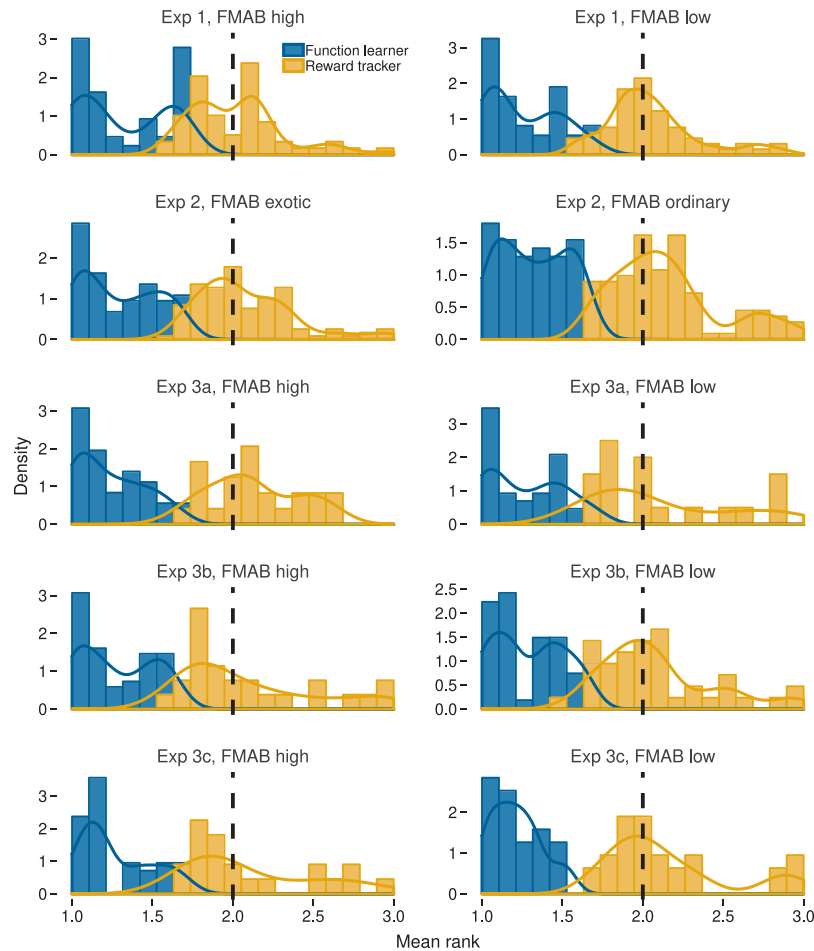 Exp 1, FMAB high
Exp 1, FMAB low
Function learner
Reward tracker
3
2
1
0
3
2
1
0
Exp 2, FMAB exotic
Exp 2, FMAB ordinary
2
1
0
1.5
1.0
0.5
0.0
Exp 3a, FMAB high
Exp 3a, FMAB low
3
2
1
0
3
2
1
0
Density
Exp 3b, FMAB high
Exp 3b, FMAB low
3
2
1
0
2.5
2.0
1.5
1.0
0.5
0.0
Exp 3c, FMAB high
Exp 3c, FMAB low
3
2
1
0
2
1
0
1.0 1.5 2.0 2.5 3.0
1.0 1.5 2.0 2.5 3.0
Mean rank